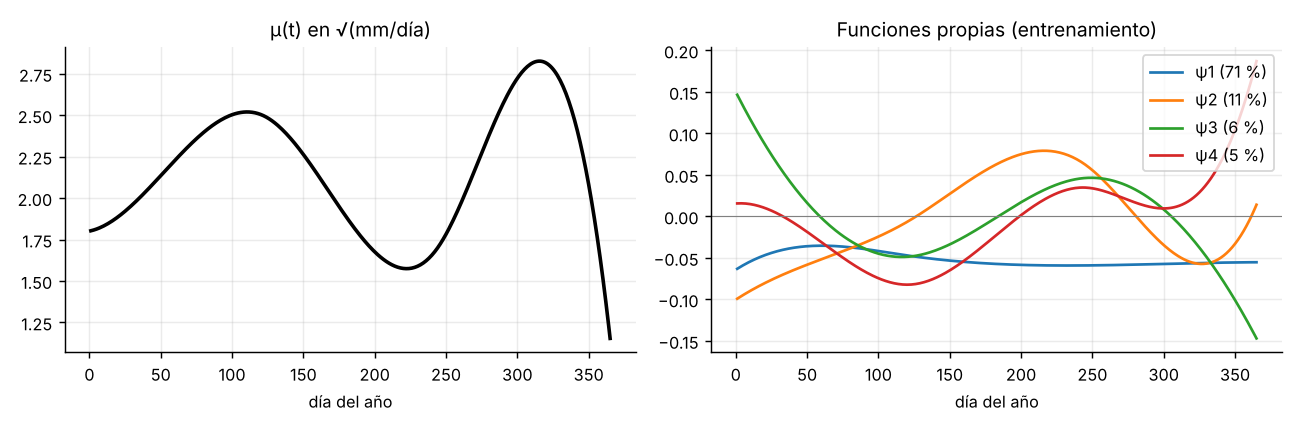 μ(t) en √(mm/día)
2.75
2.50
2.25
2.00
1.75
1.50
1.25
0 50 100 150 200 250 300 350
día del año
Funciones propias (entrenamiento)
0.20
0.15
0.10
0.05
0.00
−0.05
−0.10
−0.15
ψ1 (71 %)
ψ2 (11 %)
ψ3 (6 %)
ψ4 (5 %)
0 50 100 150 200 250 300 350
día del año